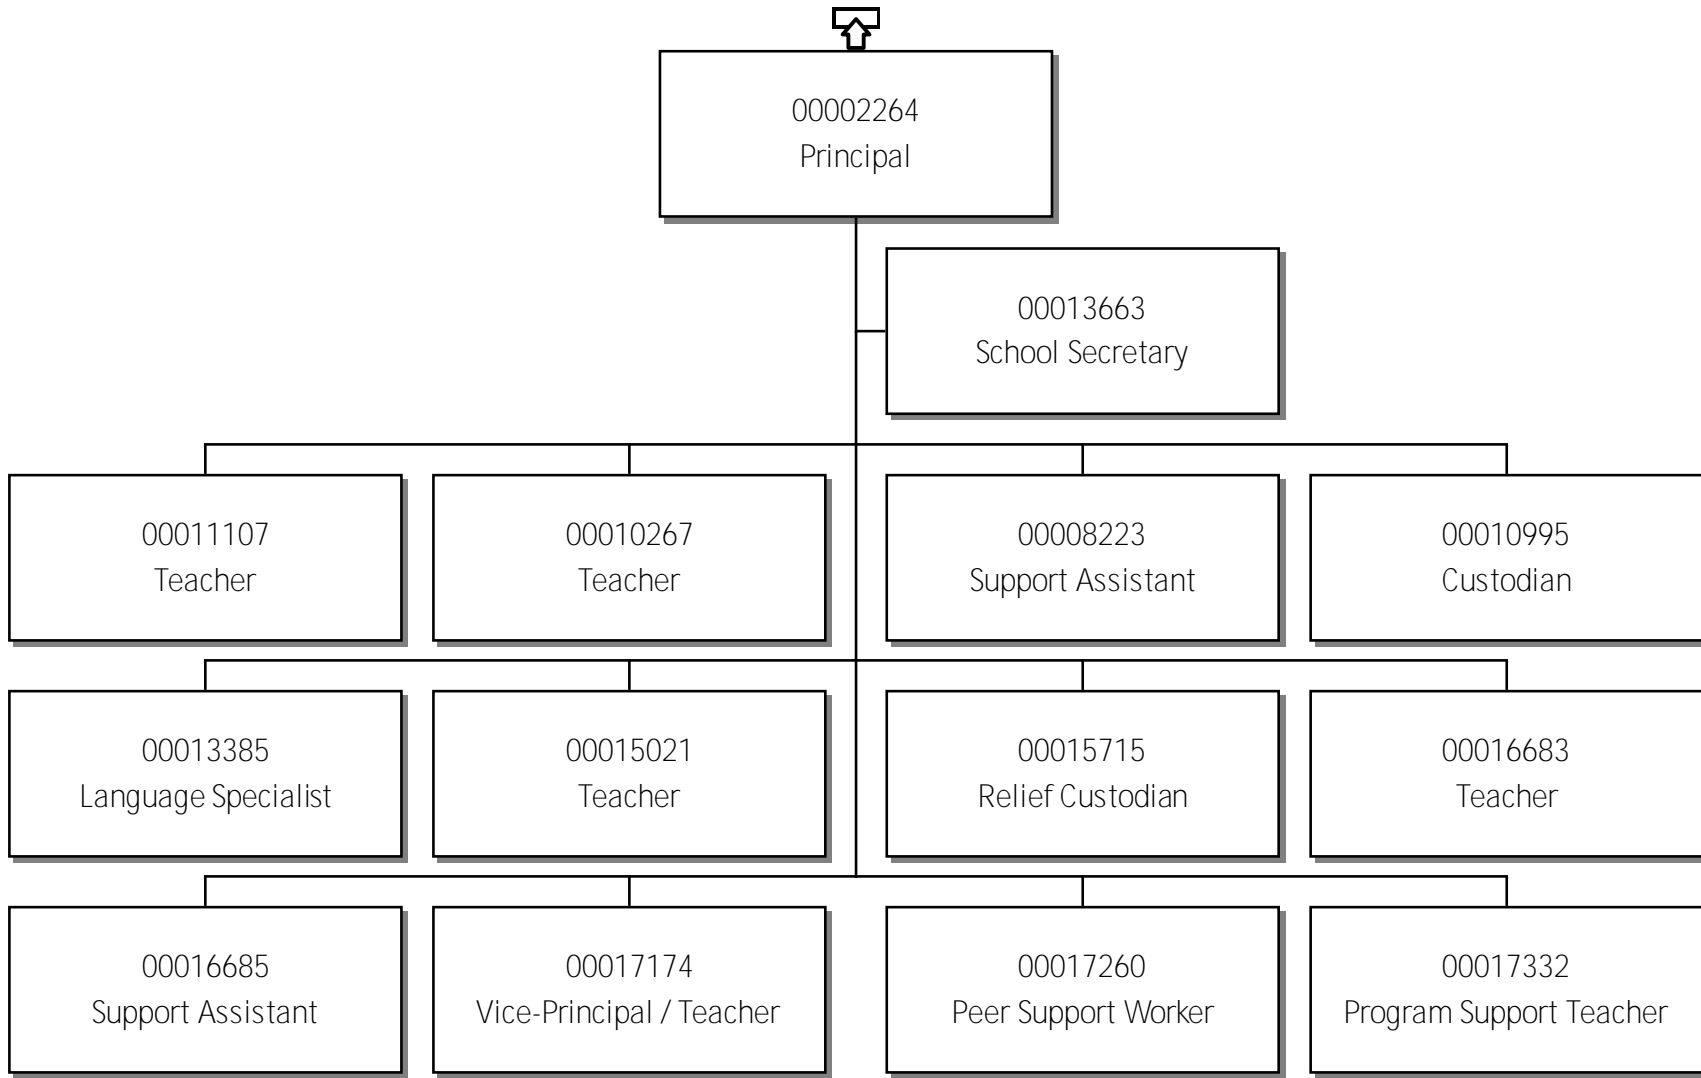 00002264
Principal
00013663
School Secretary
00011107
Teacher
00010267
Teacher
00008223
Support Assistant
00010995
Custodian
00013385
Language Specialist
00015021
Teacher
00015715
Relief Custodian
00016683
Teacher
00016685
Support Assistant
00017174
Vice-Principal / Teacher
00017260
Peer Support Worker
00017332
Program Support Teacher